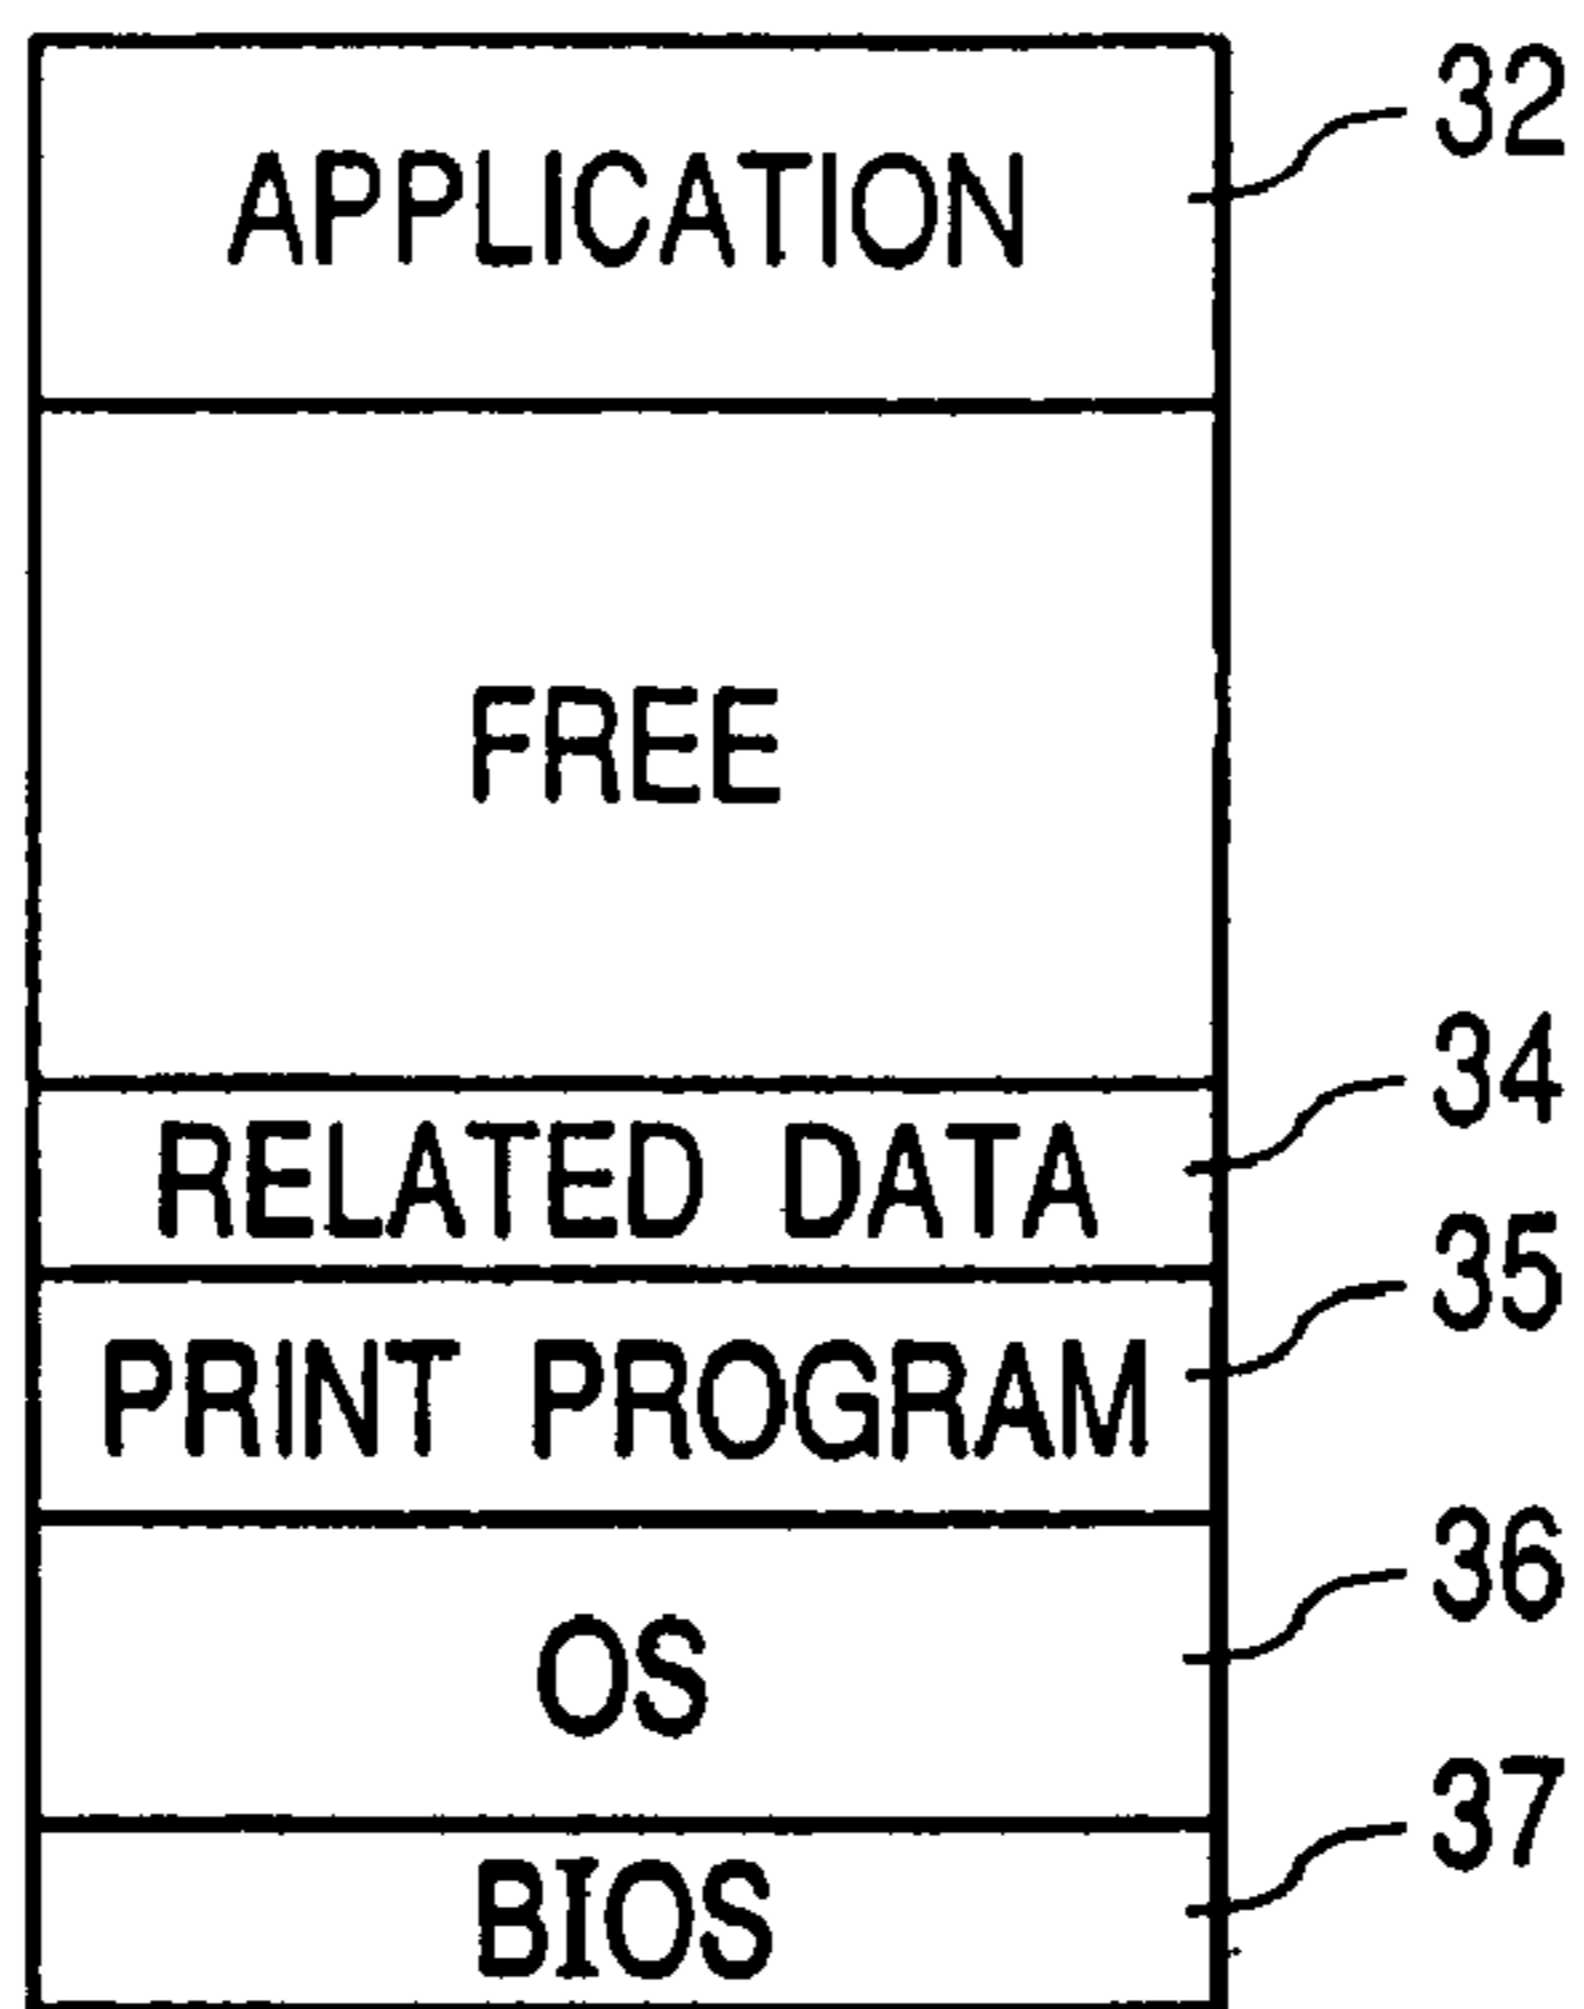 APPLICATION 32
FREE
RELATED DATA 34
PRINT PROGRAM 35
OS 36
BIOS 37